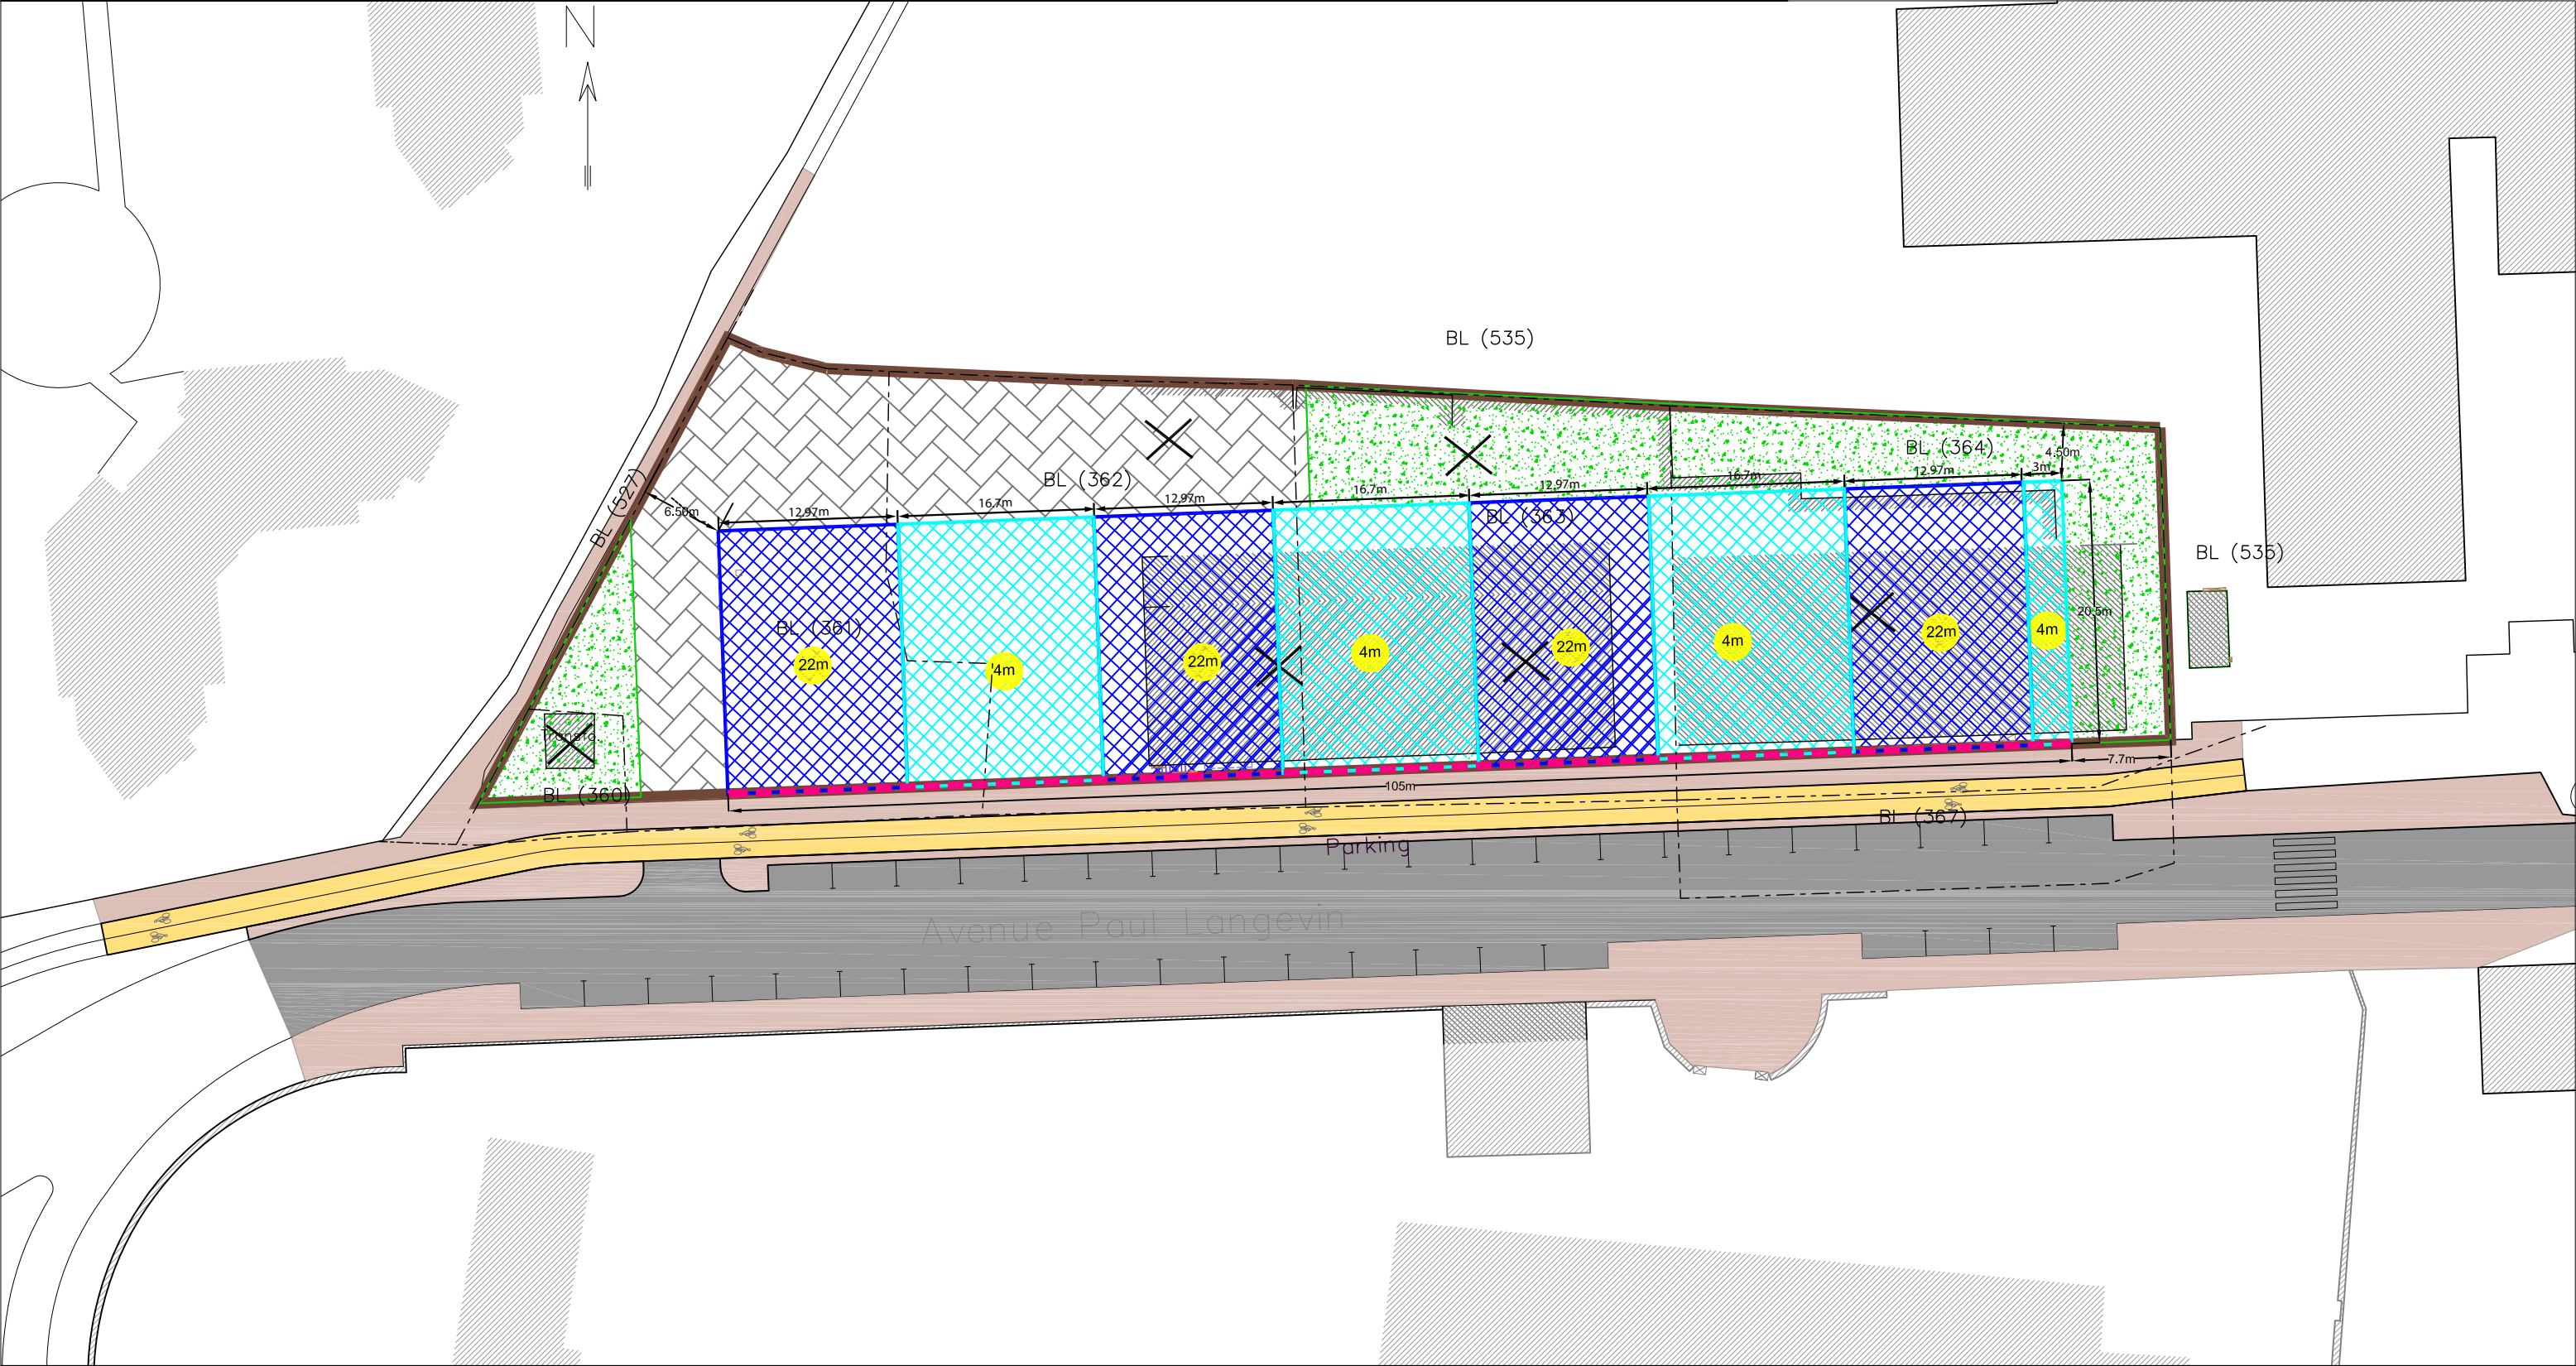 N
BL (535)
BL (527)
BL (362)
BL (364)
4.50m
3m
12.97m
16.7m
12.97m
16.7m
12.97m
16.7m
12.97m
6.50m
BL (363)
BL (535)
BL (361)
20.5m
22m
4m
22m
4m
22m
4m
22m
4m
Transfo
7.7m
105m
BL (360)
BL (367)
Parking
Avenue Paul Langevin